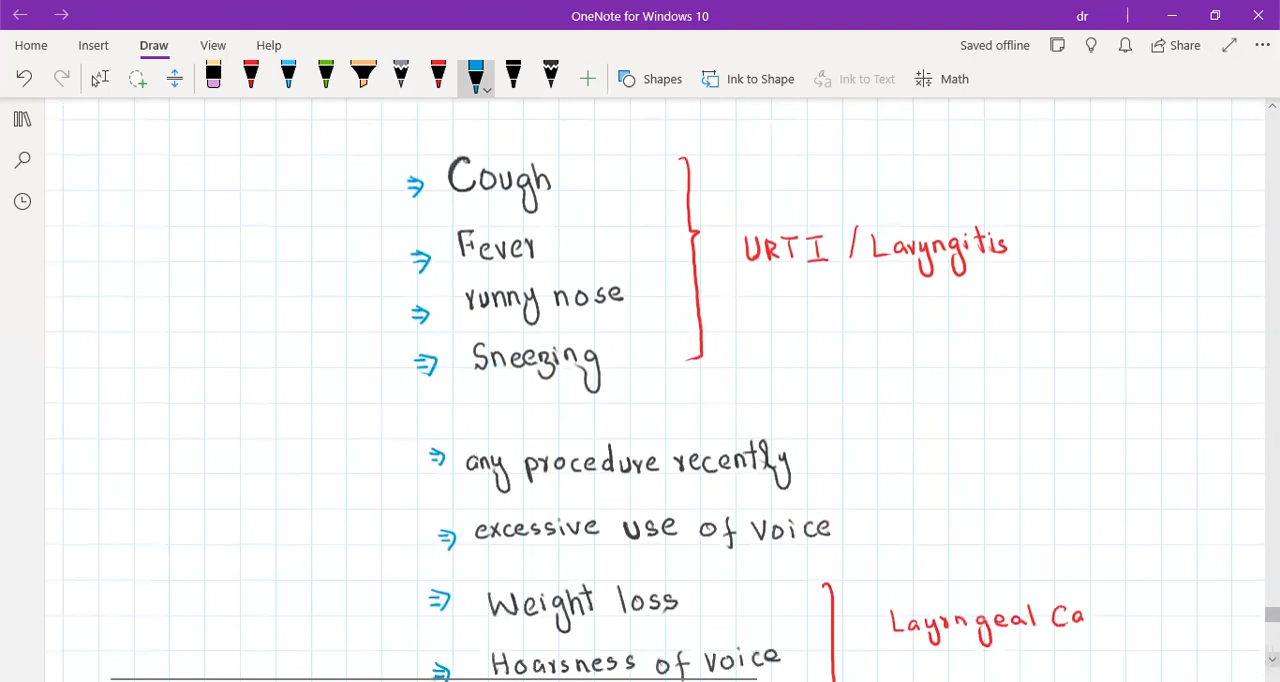 OneNote for Windows 10
dr
Home Insert Draw View Help
Saved offline
Share
Shapes
Ink to Shape
Ink to Text
Math
⇒ Cough
⇒ Fever
⇒ runny nose
⇒ Sneezing
URTI / Laryngitis
⇒ any procedure recently
⇒ excessive use of voice
⇒ Weight loss
⇒ Hoarsness of voice
Layrngeal Ca